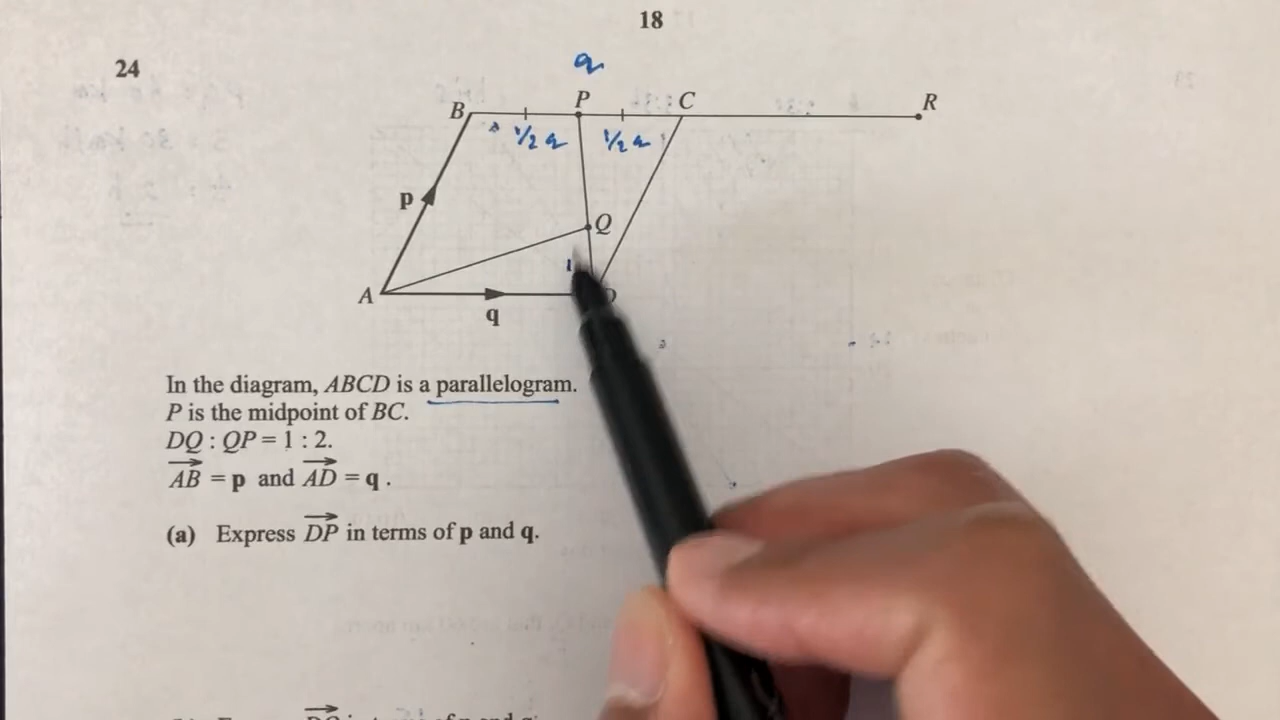 18
24
q
B P C R
½ q ½ q
p
Q
A
q
In the diagram, ABCD is a parallelogram.
P is the midpoint of BC.
DQ : QP = 1 : 2.
AB = p and AD = q .
(a) Express DP in terms of p and q.